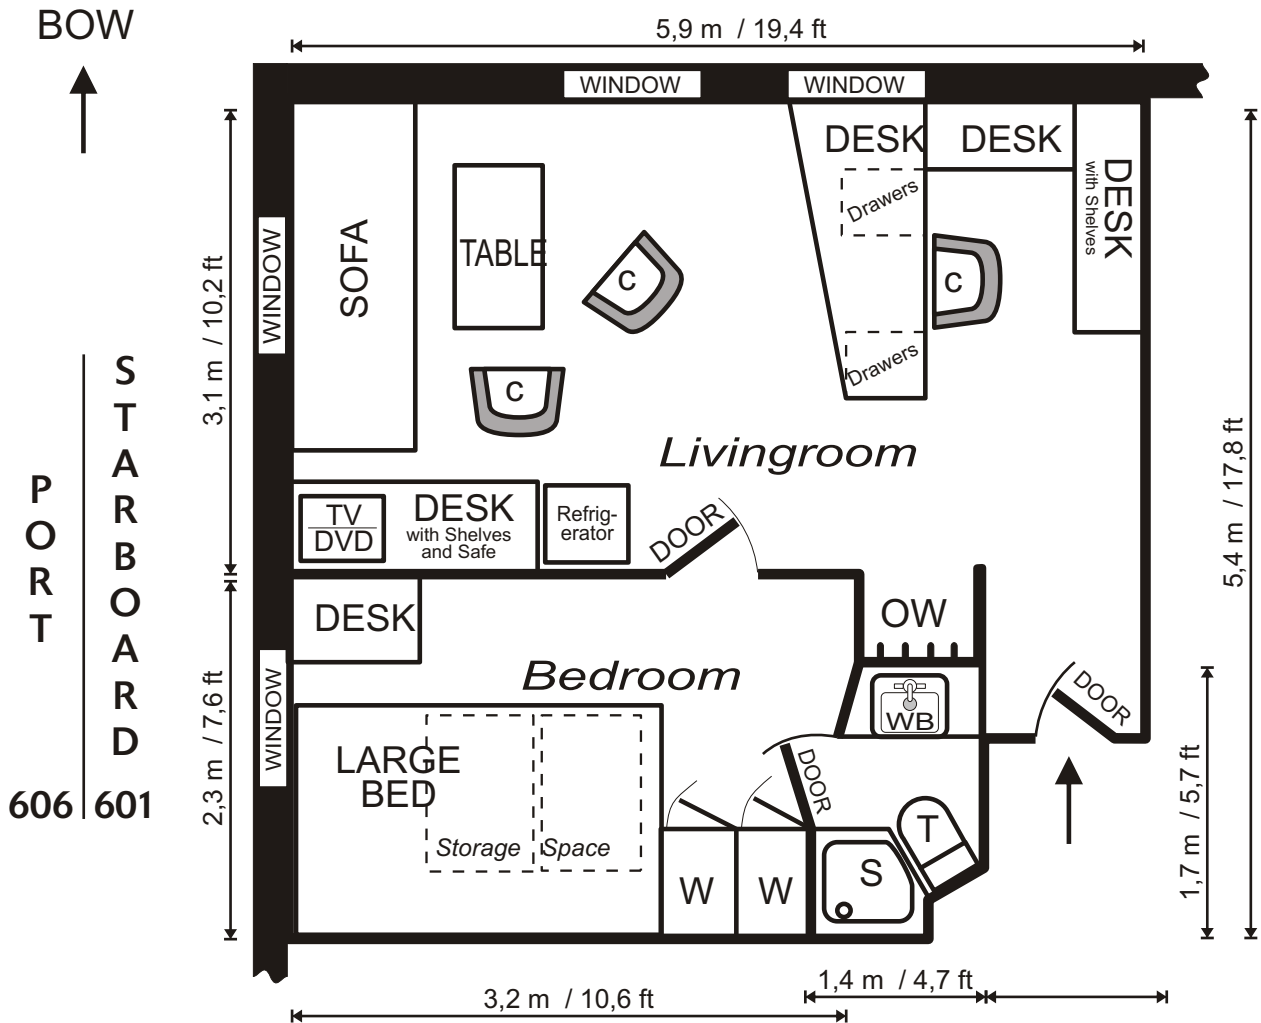 BOW
5,9 m / 19,4 ft
WINDOW
WINDOW
DESK
DESK
DESK
with Shelves
Drawers
Drawers
WINDOW
SOFA
TABLE
C
C
C
3,1 m / 10,2 ft
STARBOARD
PORT
606
601
Livingroom
TV
DVD
DESK
with Shelves
and Safe
Refrig-
erator
DOOR
5,4 m / 17,8 ft
DESK
OW
Bedroom
WINDOW
2,3 m / 7,6 ft
WB
DOOR
LARGE
BED
Storage
Space
DOOR
T
S
W
W
1,7 m / 5,7 ft
1,4 m / 4,7 ft
3,2 m / 10,6 ft